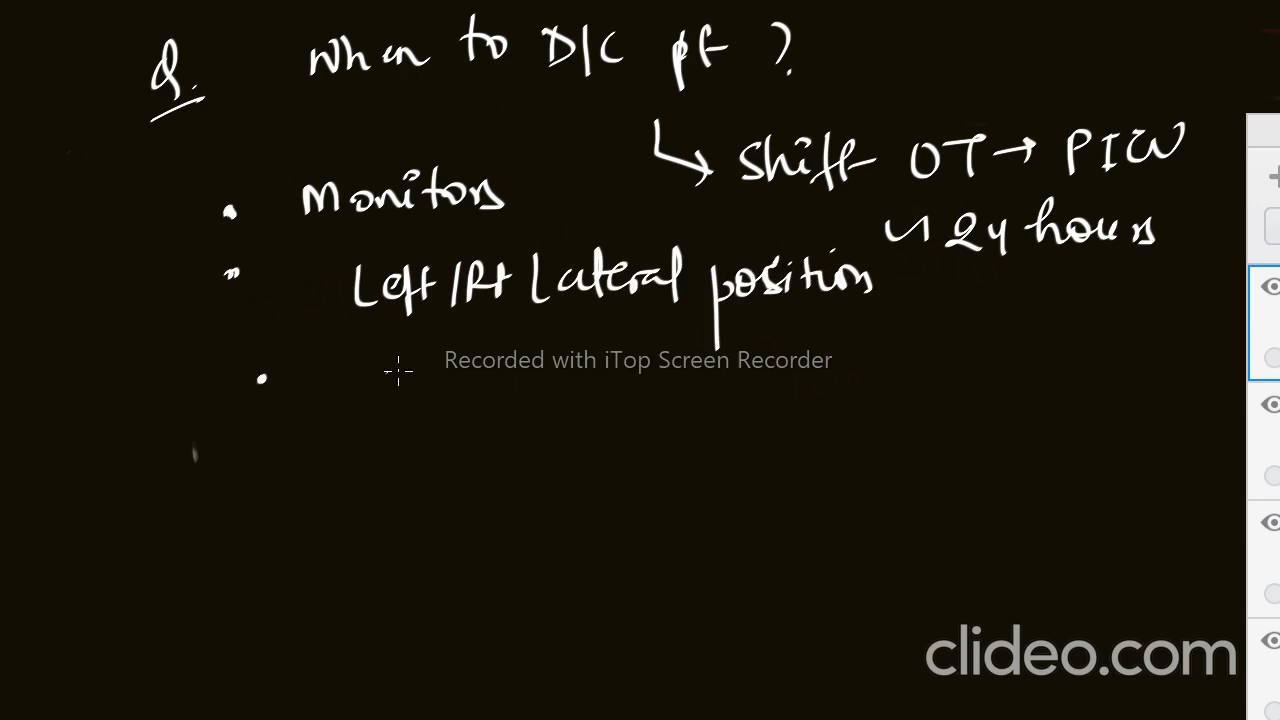 Q. When to D/C pt ?
↳ Shift OT → PICU
24 hours
• Monitors
• Left/Rt Lateral position
Recorded with iTop Screen Recorder
•
clideo.com